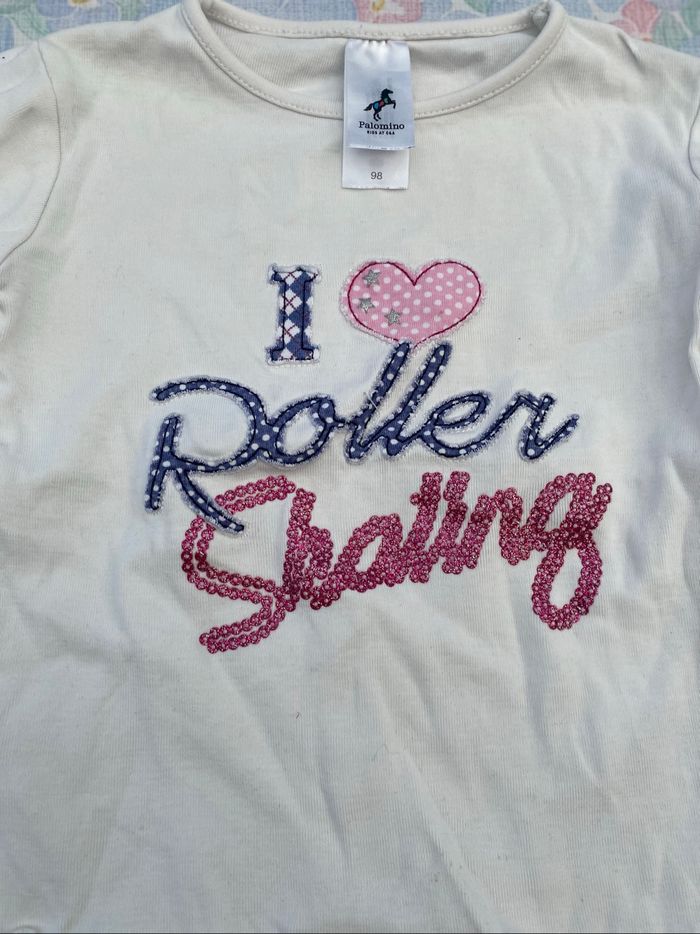 Palomino
KIDS AT C&A
98
I
Roller
Skating